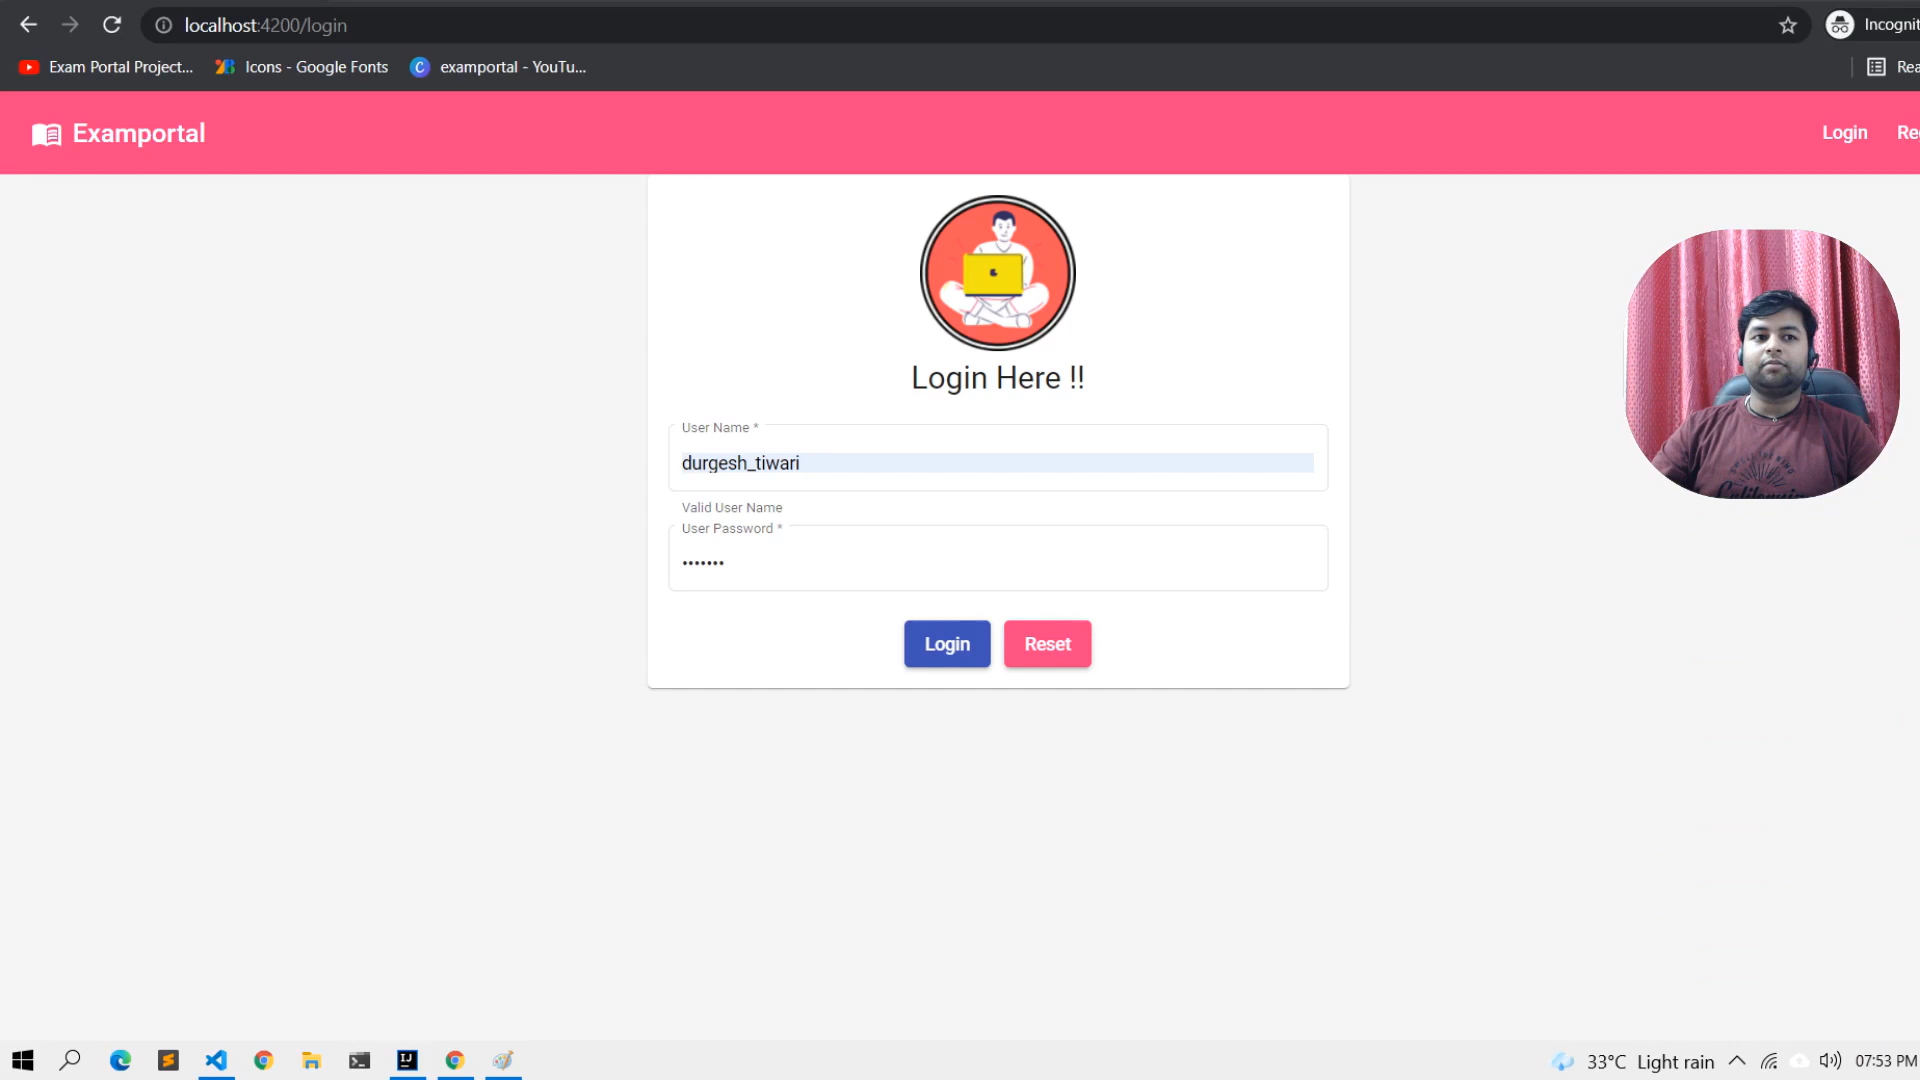 localhost:4200/login
Incognit
Exam Portal Project...
Icons - Google Fonts
examportal - YouTu...
Rea
Examportal
Login
Re
Login Here !!
User Name *
durgesh_tiwari
Valid User Name
User Password *
•••••••
Login
Reset
33°C Light rain
07:53 PM